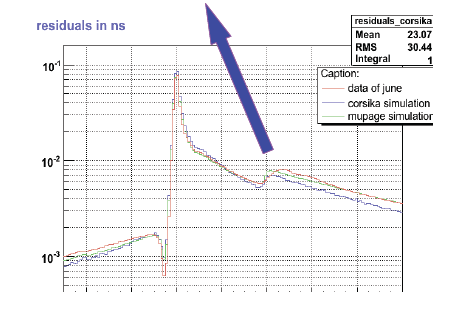 residuals in ns
residuals_corsika
Mean 23.07
RMS 30.44
Integral 1
Caption:
data of june
corsika simulation
mupage simulation
10-1
10-2
10-3